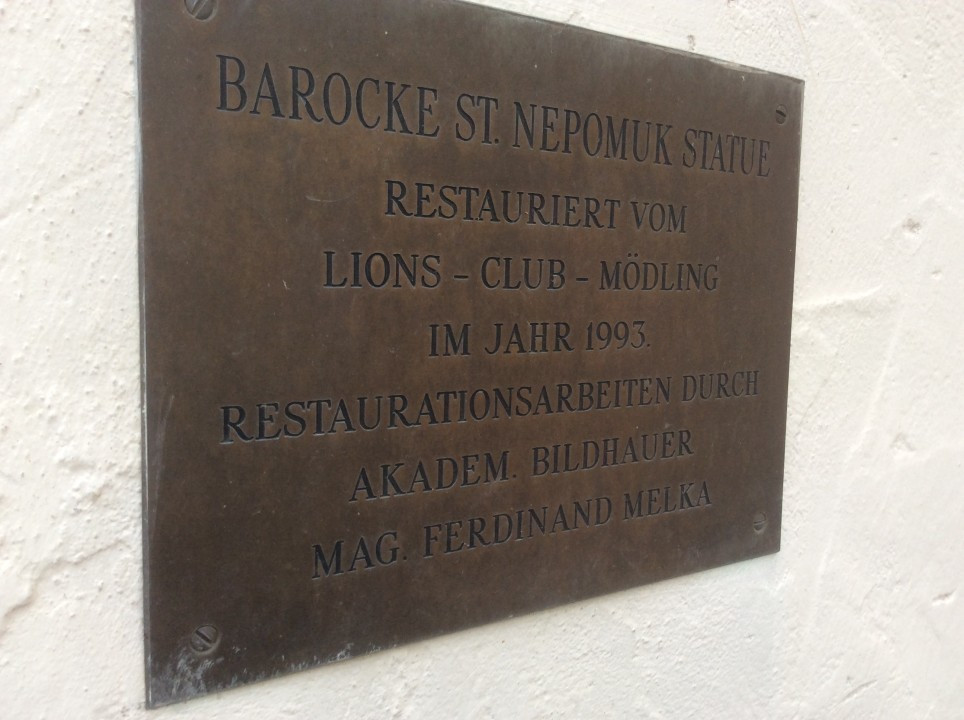 BAROCKE ST. NEPOMUK STATUE
RESTAURIERT VOM
LIONS – CLUB – MÖDLING
IM JAHR 1993.
RESTAURATIONSARBEITEN DURCH
AKADEM. BILDHAUER
MAG. FERDINAND MELKA